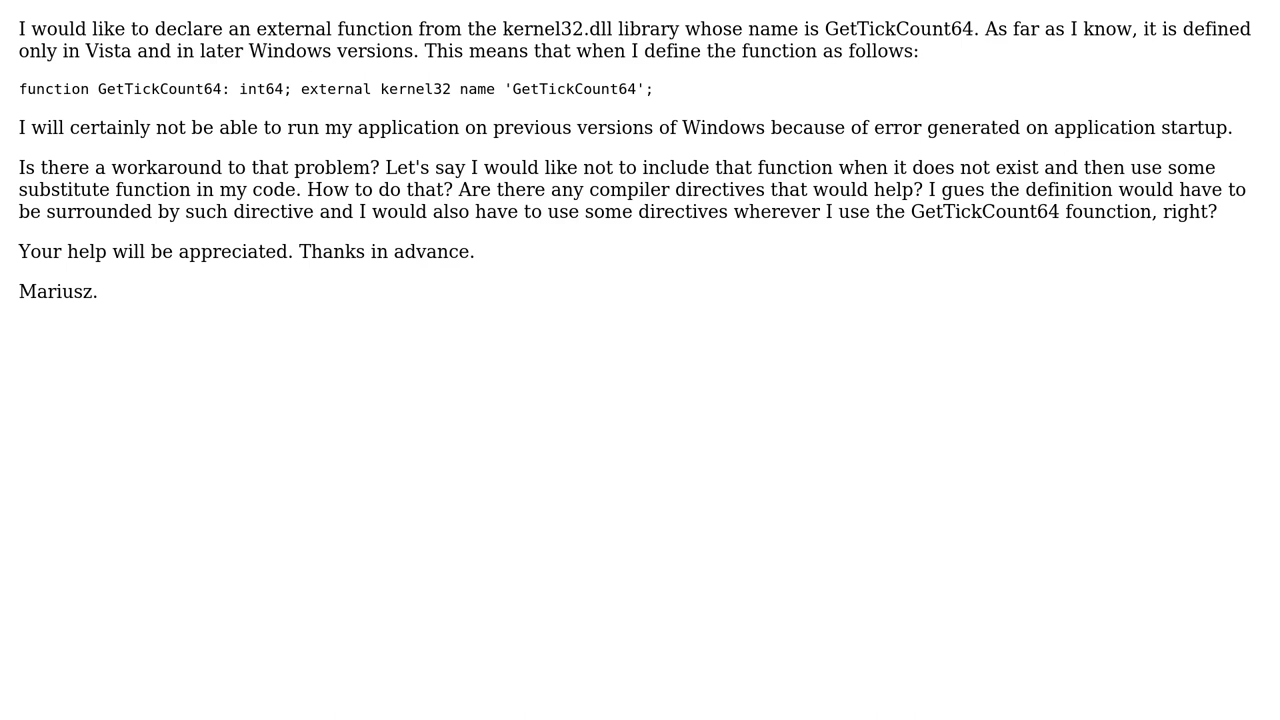 I would like to declare an external function from the kernel32.dll library whose name is GetTickCount64. As far as I know, it is defined
only in Vista and in later Windows versions. This means that when I define the function as follows:
function GetTickCount64: int64; external kernel32 name 'GetTickCount64';
I will certainly not be able to run my application on previous versions of Windows because of error generated on application startup.
Is there a workaround to that problem? Let's say I would like not to include that function when it does not exist and then use some
substitute function in my code. How to do that? Are there any compiler directives that would help? I gues the definition would have to
be surrounded by such directive and I would also have to use some directives wherever I use the GetTickCount64 founction, right?
Your help will be appreciated. Thanks in advance.
Mariusz.